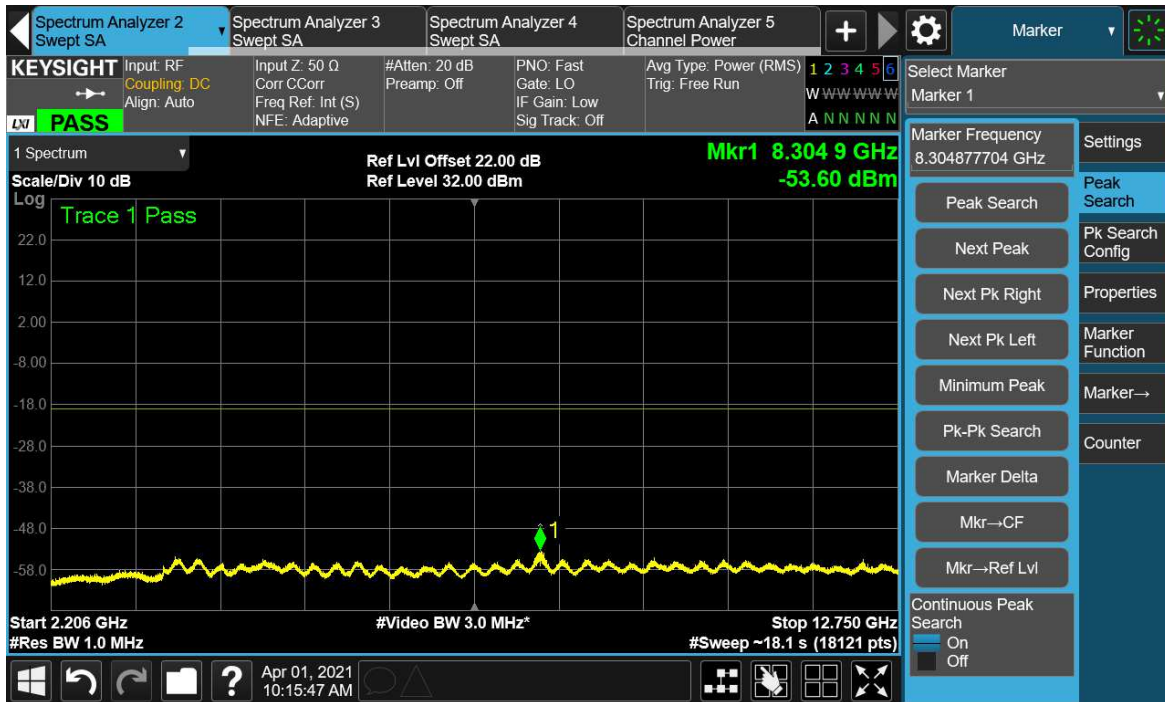 Spectrum Analyzer 2
Swept SA
Spectrum Analyzer 3
Swept SA
Spectrum Analyzer 4
Swept SA
Spectrum Analyzer 5
Channel Power
+
Marker
KEYSIGHT
LXI PASS
Input: RF
Coupling: DC
Align: Auto
Input Z: 50 Ω
Corr CCorr
Freq Ref: Int (S)
NFE: Adaptive
#Atten: 20 dB
Preamp: Off
PNO: Fast
Gate: LO
IF Gain: Low
Sig Track: Off
Avg Type: Power (RMS)
Trig: Free Run
1 2 3 4 5 6
W W W W W W
A N N N N N
Select Marker
Marker 1
1 Spectrum
Scale/Div 10 dB
Ref Lvl Offset 22.00 dB
Ref Level 32.00 dBm
Mkr1 8.304 9 GHz
-53.60 dBm
Log
Trace 1 Pass
22.0
12.0
2.00
-8.00
-18.0
-28.0
-38.0
-48.0
-58.0
1
Start 2.206 GHz
#Video BW 3.0 MHz*
Stop 12.750 GHz
#Res BW 1.0 MHz
#Sweep ~18.1 s (18121 pts)
Marker Frequency
8.304877704 GHz
Peak Search
Next Peak
Next Pk Right
Next Pk Left
Minimum Peak
Pk-Pk Search
Marker Delta
Mkr→CF
Mkr→Ref Lvl
Continuous Peak
Search
On
Off
Settings
Peak
Search
Pk Search
Config
Properties
Marker
Function
Marker→
Counter
?
Apr 01, 2021
10:15:47 AM